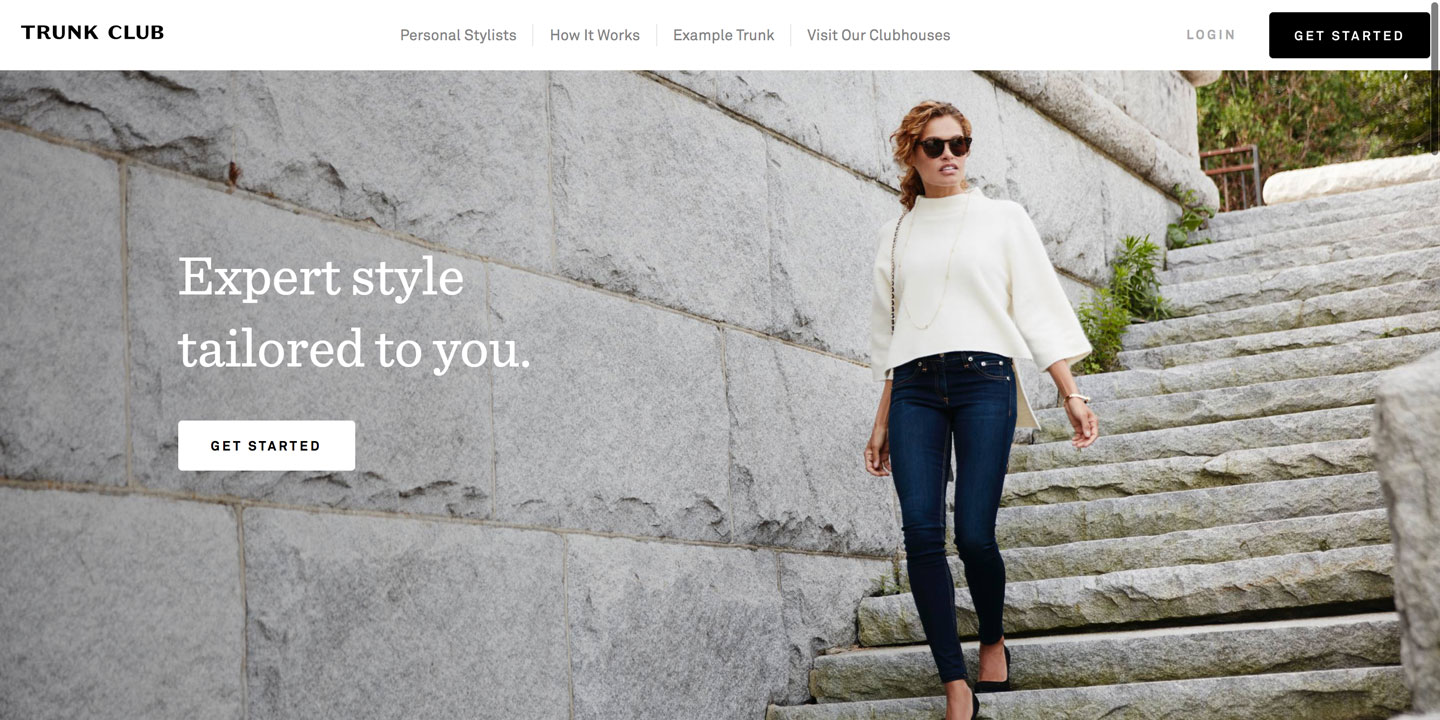 TRUNK CLUB
Personal Stylists
How It Works
Example Trunk
Visit Our Clubhouses
LOGIN
GET STARTED
Expert style
tailored to you.
GET STARTED